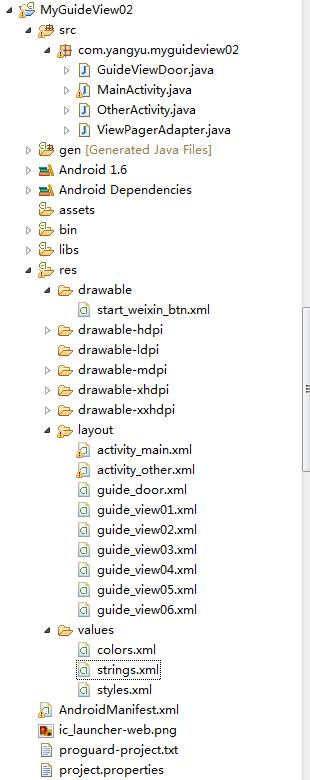 MyGuideView02
src
com.yangyu.myguideview02
GuideViewDoor.java
MainActivity.java
OtherActivity.java
ViewPagerAdapter.java
gen [Generated Java Files]
Android 1.6
Android Dependencies
assets
bin
libs
res
drawable
start_weixin_btn.xml
drawable-hdpi
drawable-ldpi
drawable-mdpi
drawable-xhdpi
drawable-xxhdpi
layout
activity_main.xml
activity_other.xml
guide_door.xml
guide_view01.xml
guide_view02.xml
guide_view03.xml
guide_view04.xml
guide_view05.xml
guide_view06.xml
values
colors.xml
strings.xml
styles.xml
AndroidManifest.xml
ic_launcher-web.png
proguard-project.txt
project.properties